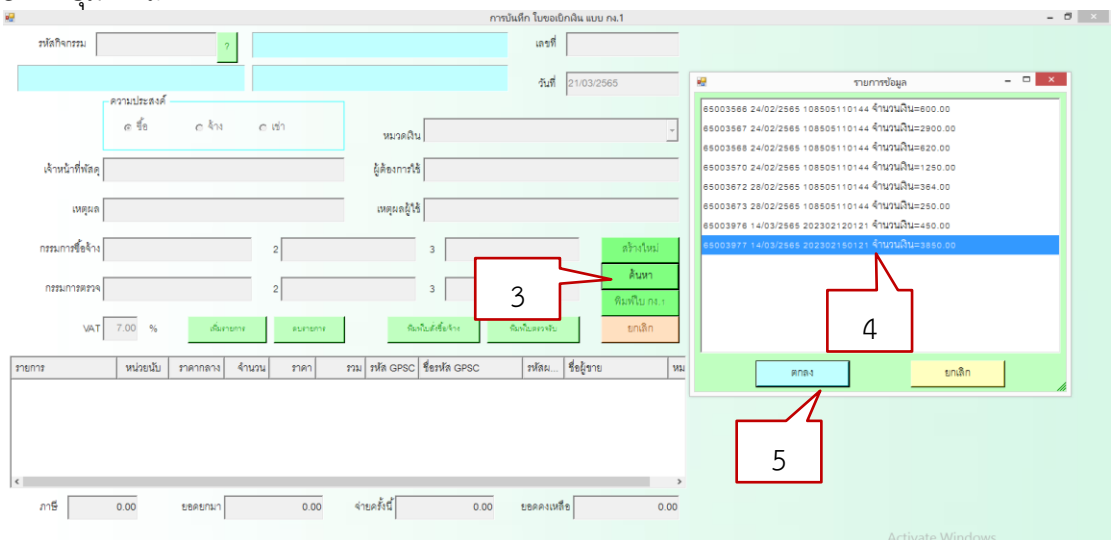 การบันทึก ใบขอเบิกเงิน แบบ กง.1
รหัสกิจกรรม ? เลขที่
วันที่ 21/03/2565
ความประสงค์
ซื้อ จ้าง เช่า
หมวดเงิน
เจ้าหน้าที่พัสดุ ผู้ต้องการใช้
เหตุผล เหตุผลผู้ใช้
กรรมการซื้อจ้าง 2 3 สร้างใหม่
ค้นหา
กรรมการตรวจ 2 3 พิมพ์ใบ กง.1
VAT 7.00 % เพิ่มรายการ ลบรายการ พิมพ์ใบสั่งซื้อจ้าง พิมพ์ใบตรวจรับ ยกเลิก
รายการ หน่วยนับ ราคากลาง จำนวน ราคา รวม รหัส GPSC ชื่อรหัส GPSC รหัสผ... ชื่อผู้ขาย หม
ภาษี 0.00 ยอดยกมา 0.00 จ่ายครั้งนี้ 0.00 ยอดคงเหลือ 0.00
รายการข้อมูล
65003566 24/02/2565 108505110144 จำนวนเงิน=600.00
65003567 24/02/2565 108505110144 จำนวนเงิน=2900.00
65003568 24/02/2565 108505110144 จำนวนเงิน=620.00
65003570 24/02/2565 108505110144 จำนวนเงิน=1250.00
65003672 28/02/2565 108505110144 จำนวนเงิน=364.00
65003673 28/02/2565 108505110144 จำนวนเงิน=250.00
65003976 14/03/2565 202302120121 จำนวนเงิน=450.00
65003977 14/03/2565 202302150121 จำนวนเงิน=3850.00
ตกลง ยกเลิก
3
4
5
Activate Windows